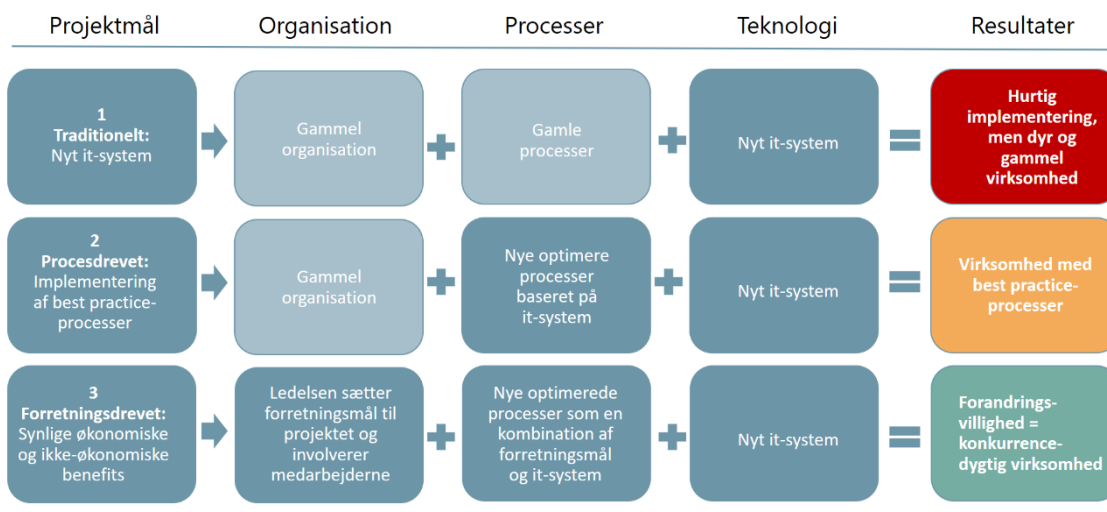 Projektmål
Organisation
Processer
Teknologi
Resultater
1
Traditionelt:
Nyt it-system
Gammel
organisation
Gamle
processer
Nyt it-system
Hurtig
implementering,
men dyr og
gammel
virksomhed
2
Procesdrevet:
Implementering
af best practice-
processer
Gammel
organisation
Nye optimere
processer
baseret på
it-system
Nyt it-system
Virksomhed med
best practice-
processer
3
Forretningsdrevet:
Synlige økonomiske
og ikke-økonomiske
benefits
Ledelsen sætter
forretningsmål til
projektet og
involverer
medarbejderne
Nye optimerede
processer som en
kombination af
forretningsmål
og it-system
Nyt it-system
Forandrings-
villighed =
konkurrence-
dygtig virksomhed